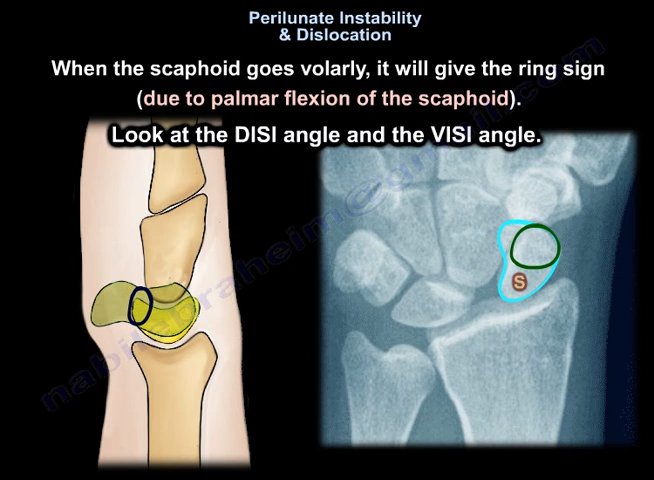 Perilunate Instability
& Dislocation
When the scaphoid goes volarly, it will give the ring sign
(due to palmar flexion of the scaphoid).
Look at the DISI angle and the VISI angle.
S